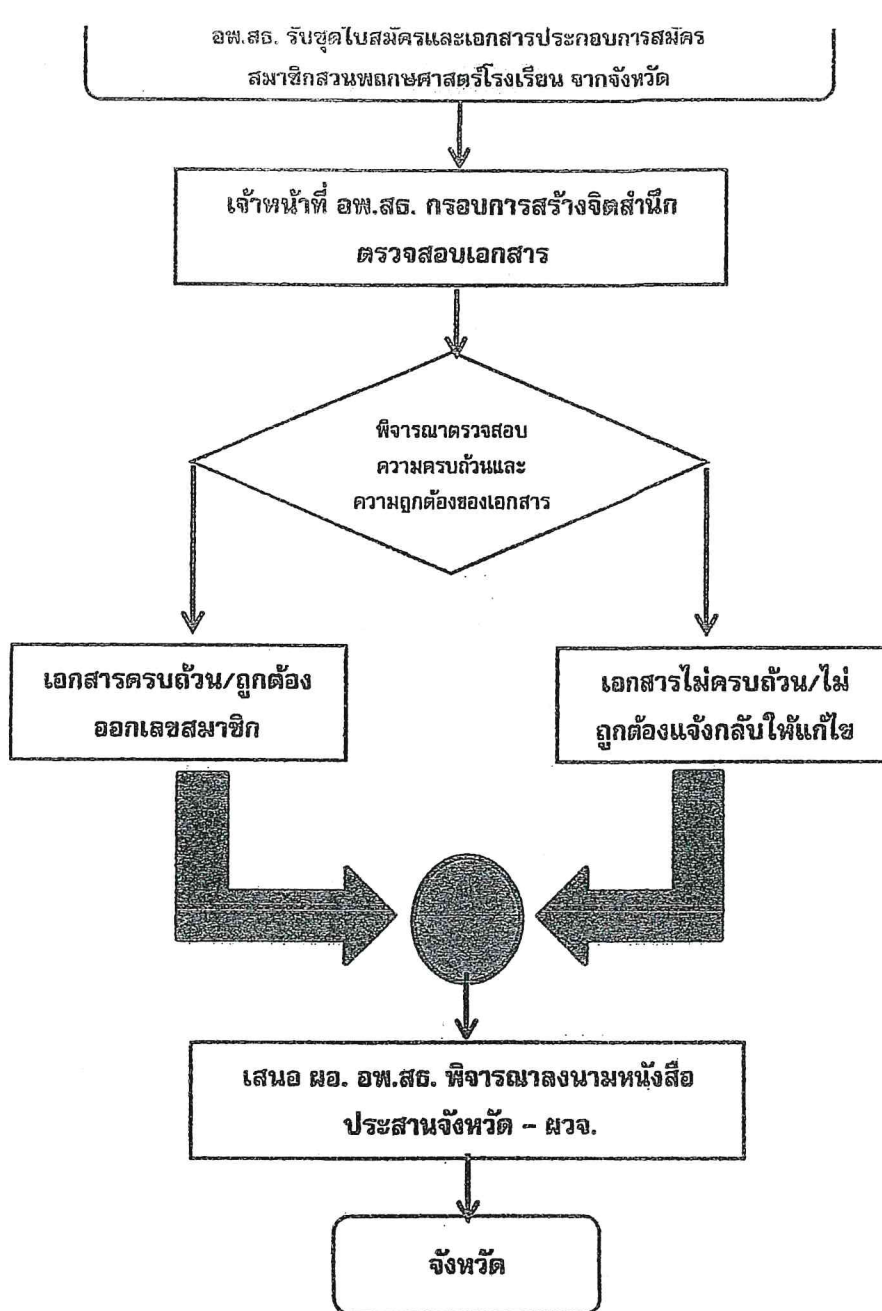 อพ.สธ. รับชุดใบสมัครและเอกสารประกอบการสมัคร
สมาชิกสวนพฤกษศาสตร์โรงเรียน จากจังหวัด
เจ้าหน้าที่ อพ.สธ. กรอบการสร้างจิตสำนึก
ตรวจสอบเอกสาร
พิจารณาตรวจสอบ
ความครบถ้วนและ
ความถูกต้องของเอกสาร
เอกสารครบถ้วน/ถูกต้อง
ออกเลขสมาชิก
เอกสารไม่ครบถ้วน/ไม่
ถูกต้องแจ้งกลับให้แก้ไข
เสนอ ผอ. อพ.สธ. พิจารณาลงนามหนังสือ
ประสานจังหวัด – ผวจ.
จังหวัด